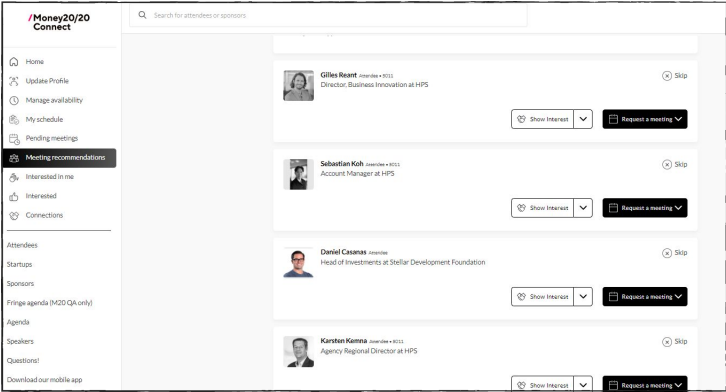 /Money20/20
Connect
Search for attendees or sponsors
Home
Update Profile
Manage availability
My schedule
Pending meetings
Meeting recommendations
Interested in me
Interested
Connections
Attendees
Startups
Sponsors
Fringe agenda (M20 QA only)
Agenda
Speakers
Questions!
Download our mobile app
Gilles Reant Attendee • 5011
Director, Business Innovation at HPS
Skip
Show Interest
Request a meeting
Sebastian Koh Attendee • 5011
Account Manager at HPS
Skip
Show Interest
Request a meeting
Daniel Casanas Attendee
Head of Investments at Stellar Development Foundation
Skip
Show Interest
Request a meeting
Karsten Kemna Attendee • 5011
Agency Regional Director at HPS
Skip
Show Interest
Request a meeting